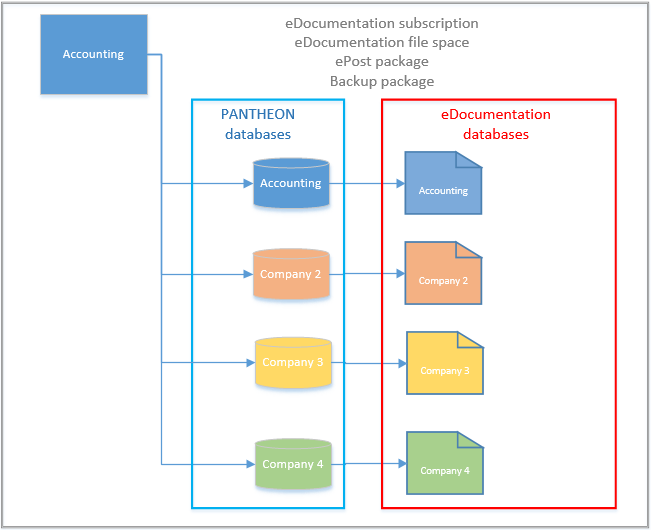 Accounting
eDocumentation subscription
eDocumentation file space
ePost package
Backup package
PANTHEON
databases
eDocumentation
databases
Accounting
Accounting
Company 2
Company 2
Company 3
Company 3
Company 4
Company 4